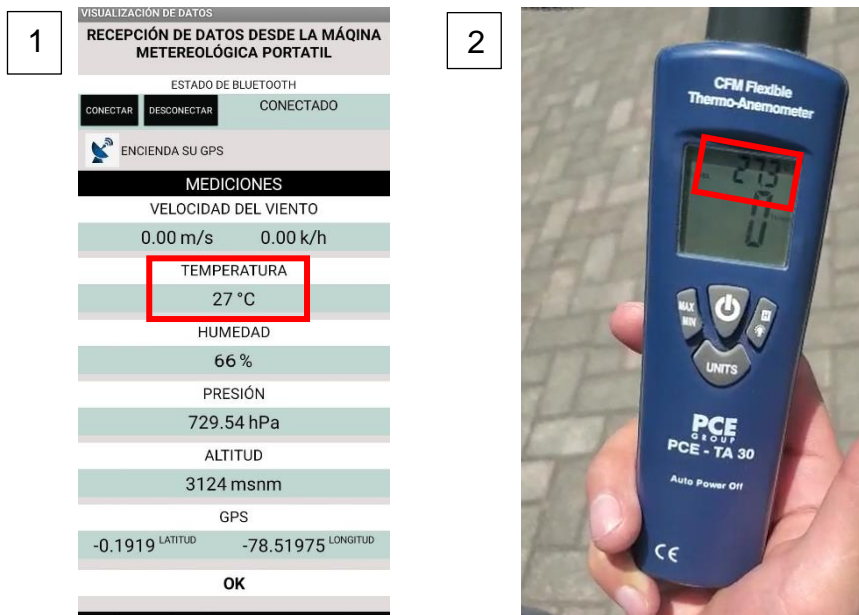 1
VISUALIZACIÓN DE DATOS
RECEPCIÓN DE DATOS DESDE LA MÁQINA
METEREOLÓGICA PORTATIL
ESTADO DE BLUETOOTH
CONECTAR DESCONECTAR CONECTADO
ENCIENDA SU GPS
MEDICIONES
VELOCIDAD DEL VIENTO
0.00 m/s 0.00 k/h
TEMPERATURA
27 °C
HUMEDAD
66 %
PRESIÓN
729.54 hPa
ALTITUD
3124 msnm
GPS
-0.1919 LATITUD -78.51975 LONGITUD
OK
2
CFM Flexible
Thermo-Anemometer
27.3
0
MAX
MIN
H
UNITS
PCE
GROUP
PCE - TA 30
Auto Power Off
CE